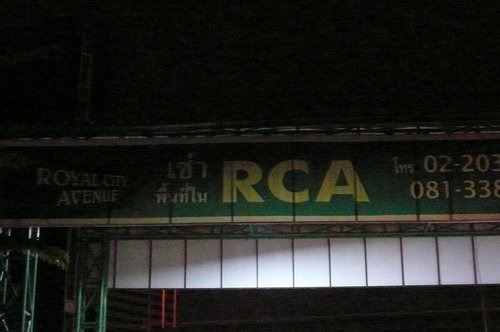 ROYAL CITY
AVENUE
เช่า
พื้นที่ใน
RCA
โทร 02-203
081-338